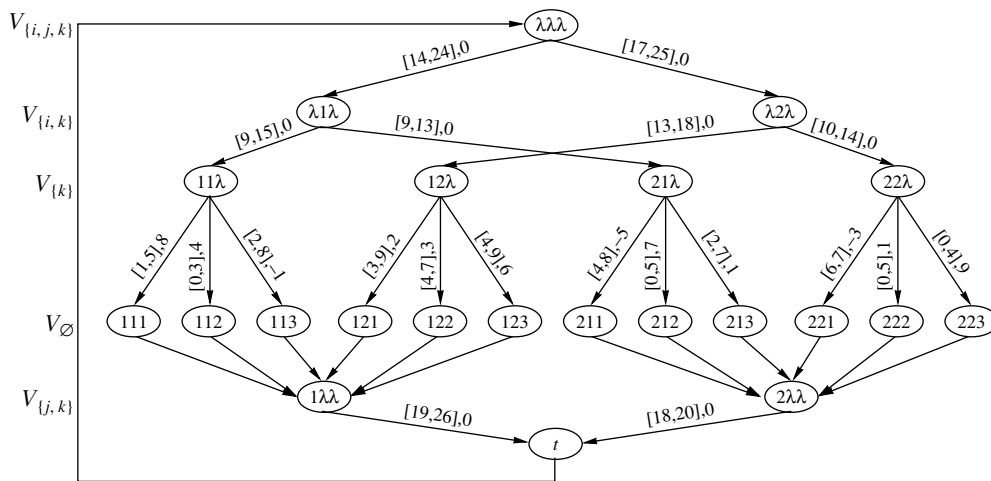 V{i, j, k} λλλ
[14,24],0 [17,25],0
V{i, k} λ1λ λ2λ
[9,15],0 [9,13],0 [13,18],0 [10,14],0
V{k} 11λ 12λ 21λ 22λ
[1,5],8 [0,3],4 [2,8],−1 [3,9],2 [4,7],3 [4,9],6 [4,8],−5 [0,5],7 [2,7],1 [6,7],−3 [0,5],1 [0,4],9
V∅ 111 112 113 121 122 123 211 212 213 221 222 223
V{j, k} 1λλ 2λλ
[19,26],0 [18,20],0
t